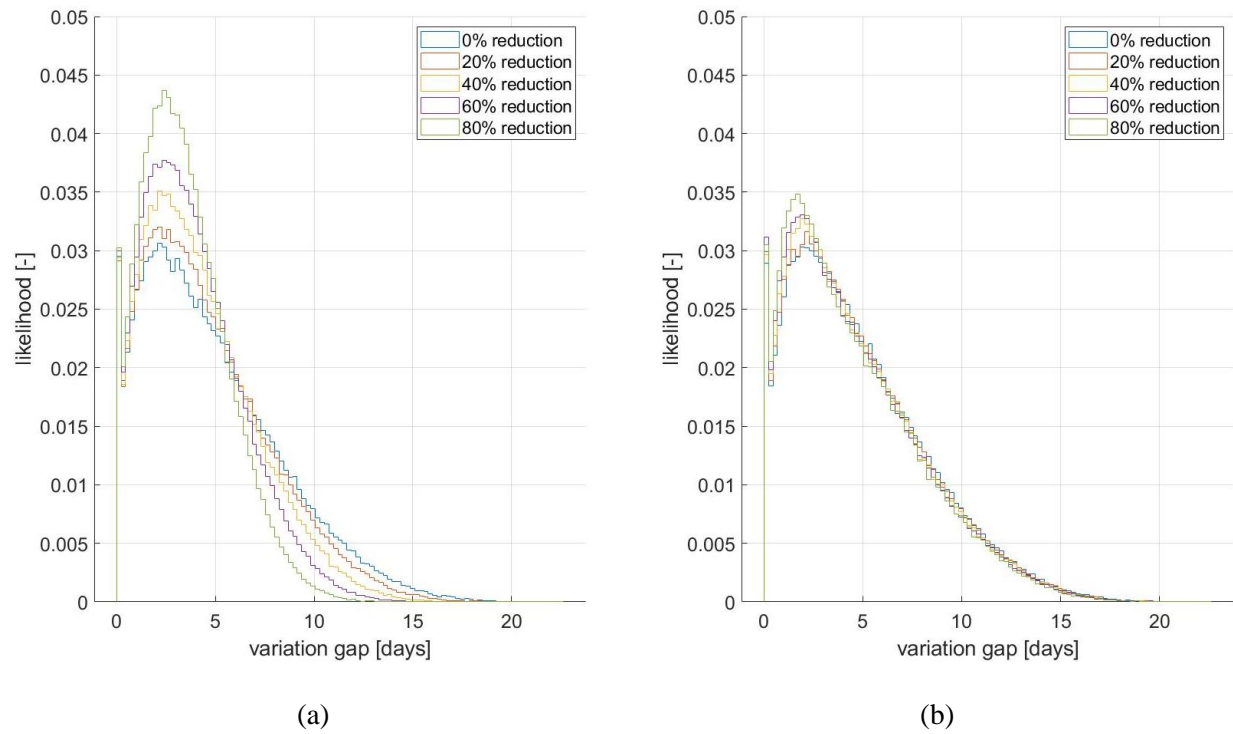 0.05
0.045
0.04
0.035
0.03
0.025
0.02
0.015
0.01
0.005
0
likelihood [-]
0% reduction
20% reduction
40% reduction
60% reduction
80% reduction
0 5 10 15 20
variation gap [days]
(a)
0.05
0.045
0.04
0.035
0.03
0.025
0.02
0.015
0.01
0.005
0
likelihood [-]
0% reduction
20% reduction
40% reduction
60% reduction
80% reduction
0 5 10 15 20
variation gap [days]
(b)